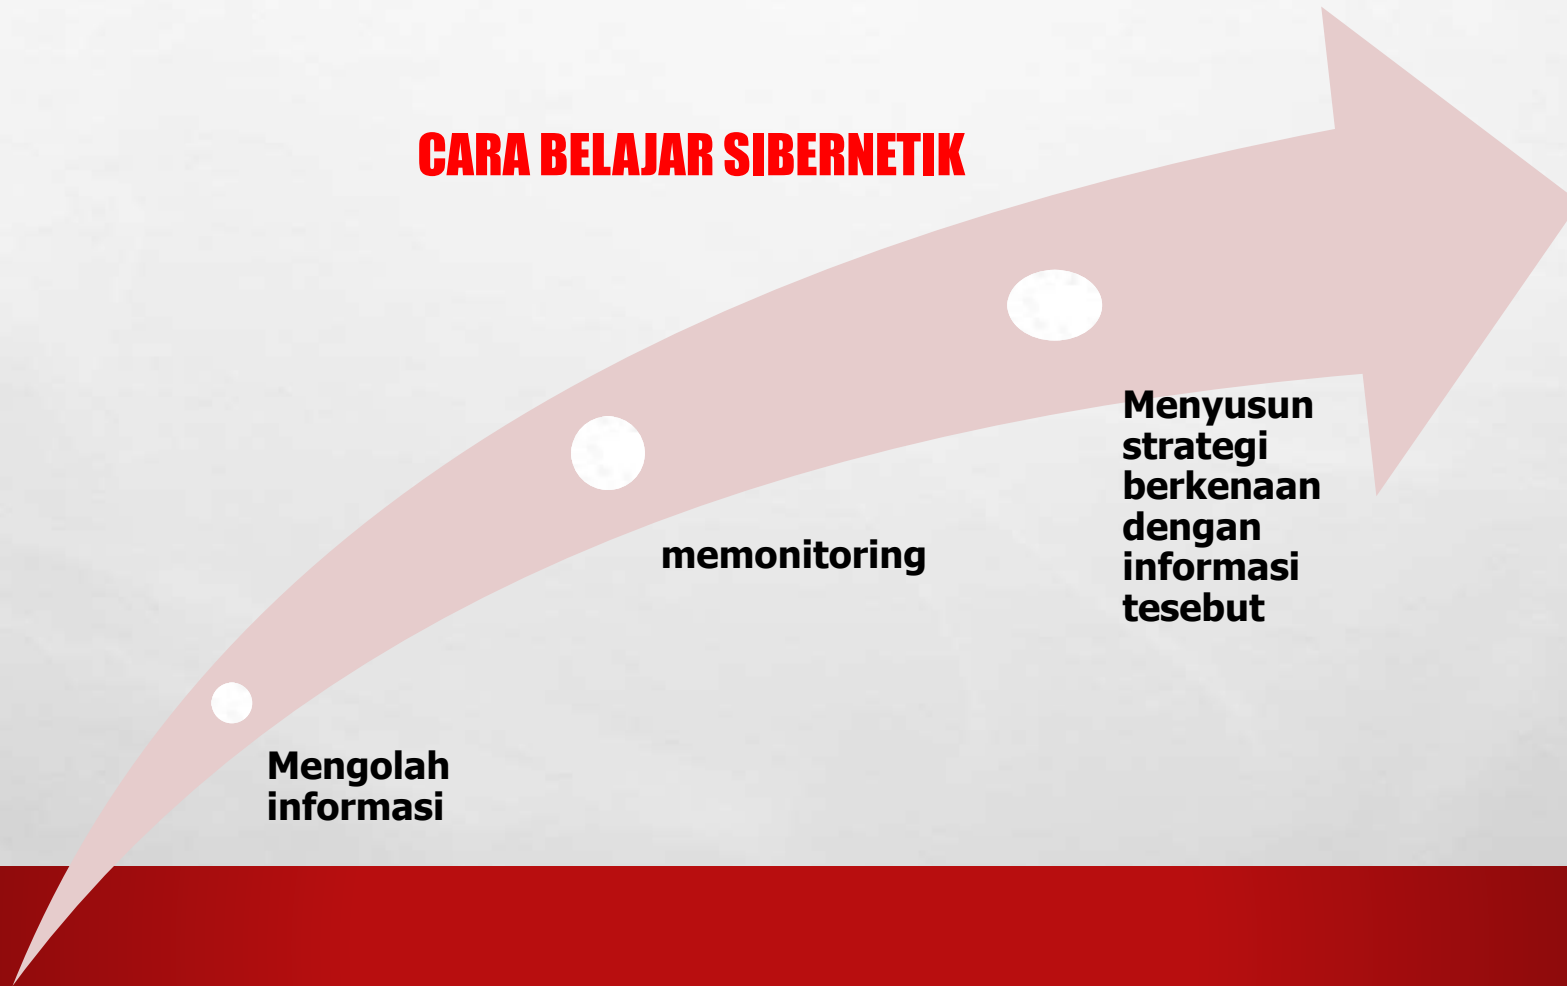 CARA BELAJAR SIBERNETIK
Mengolah
informasi
memonitoring
Menyusun
strategi
berkenaan
dengan
informasi
tesebut